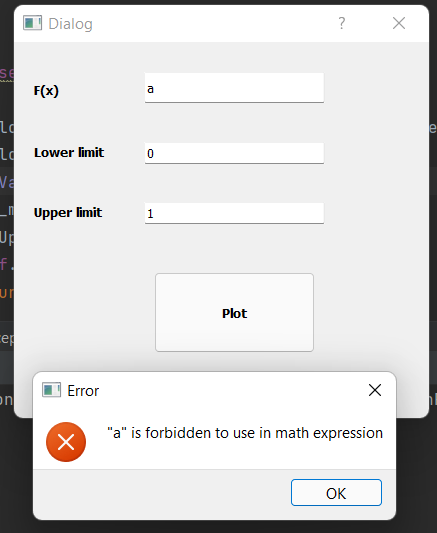 Dialog
?
F(x)
a
Lower limit
0
Upper limit
1
Plot
Error
"a" is forbidden to use in math expression
OK